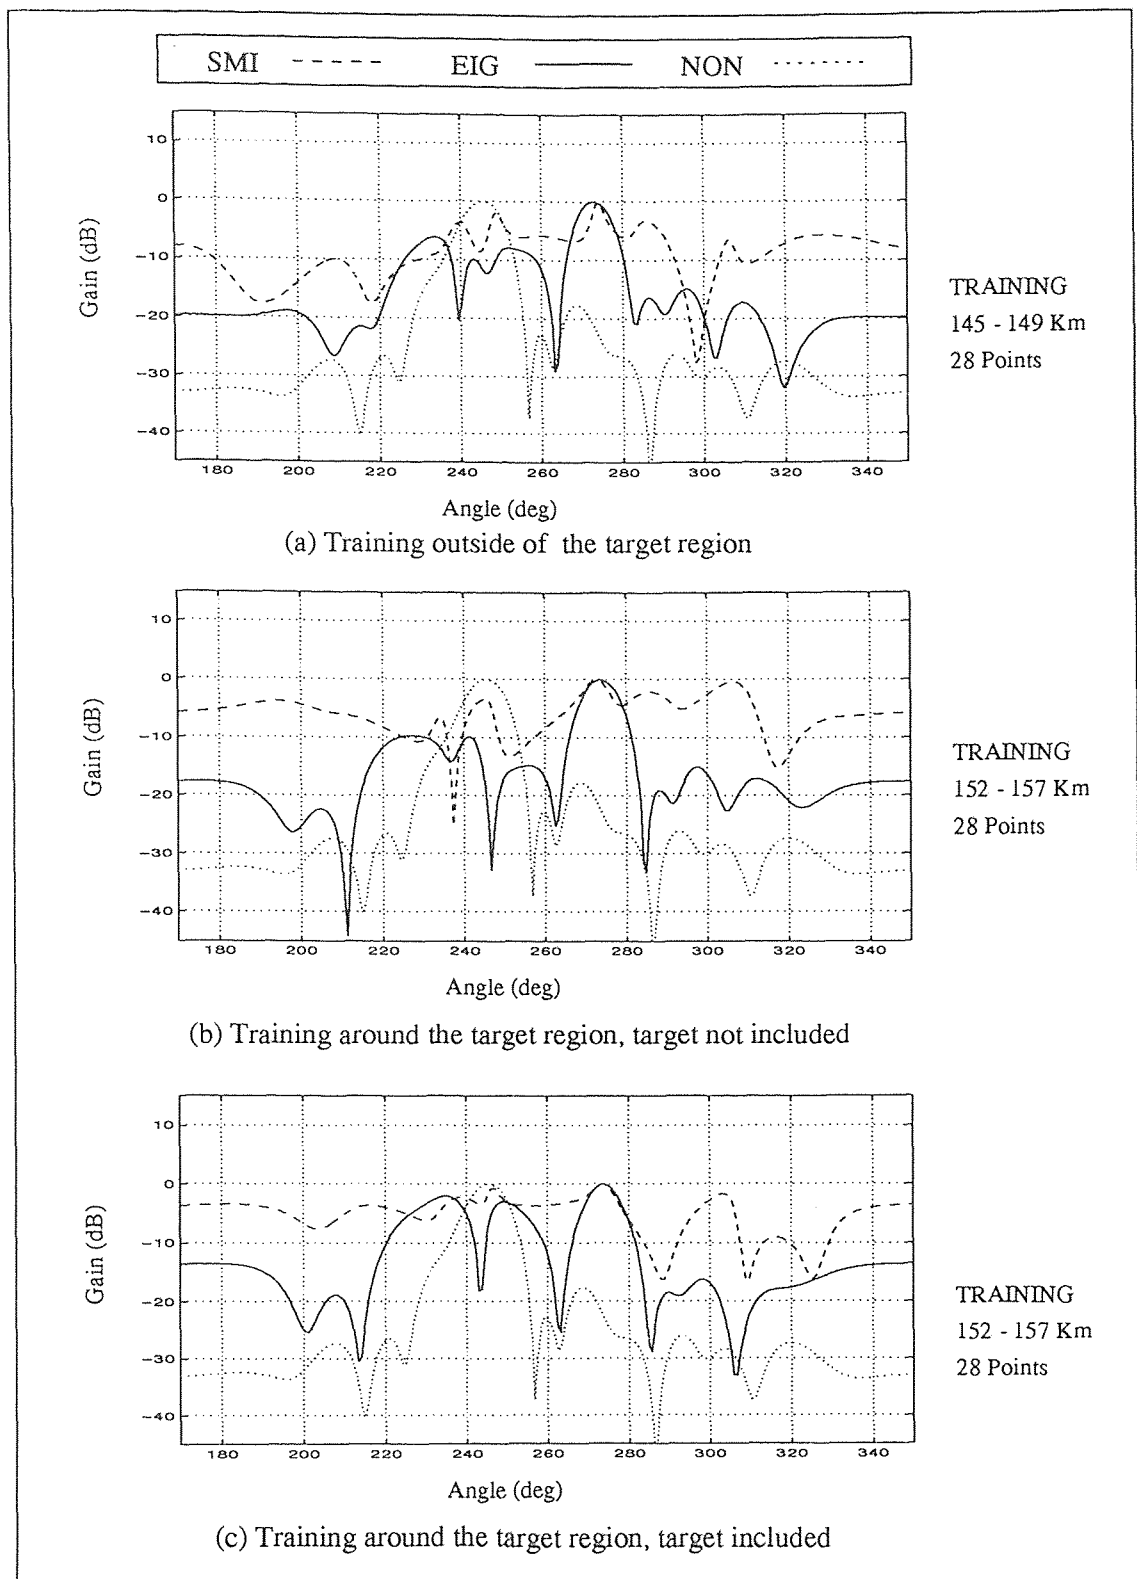 SMI EIG NON
10
0
-10
-20
-30
-40
Gain (dB)
180 200 220 240 260 280 300 320 340
Angle (deg)
TRAINING
145 - 149 Km
28 Points
(a) Training outside of the target region
10
0
-10
-20
-30
-40
Gain (dB)
180 200 220 240 260 280 300 320 340
Angle (deg)
TRAINING
152 - 157 Km
28 Points
(b) Training around the target region, target not included
10
0
-10
-20
-30
-40
Gain (dB)
180 200 220 240 260 280 300 320 340
Angle (deg)
TRAINING
152 - 157 Km
28 Points
(c) Training around the target region, target included